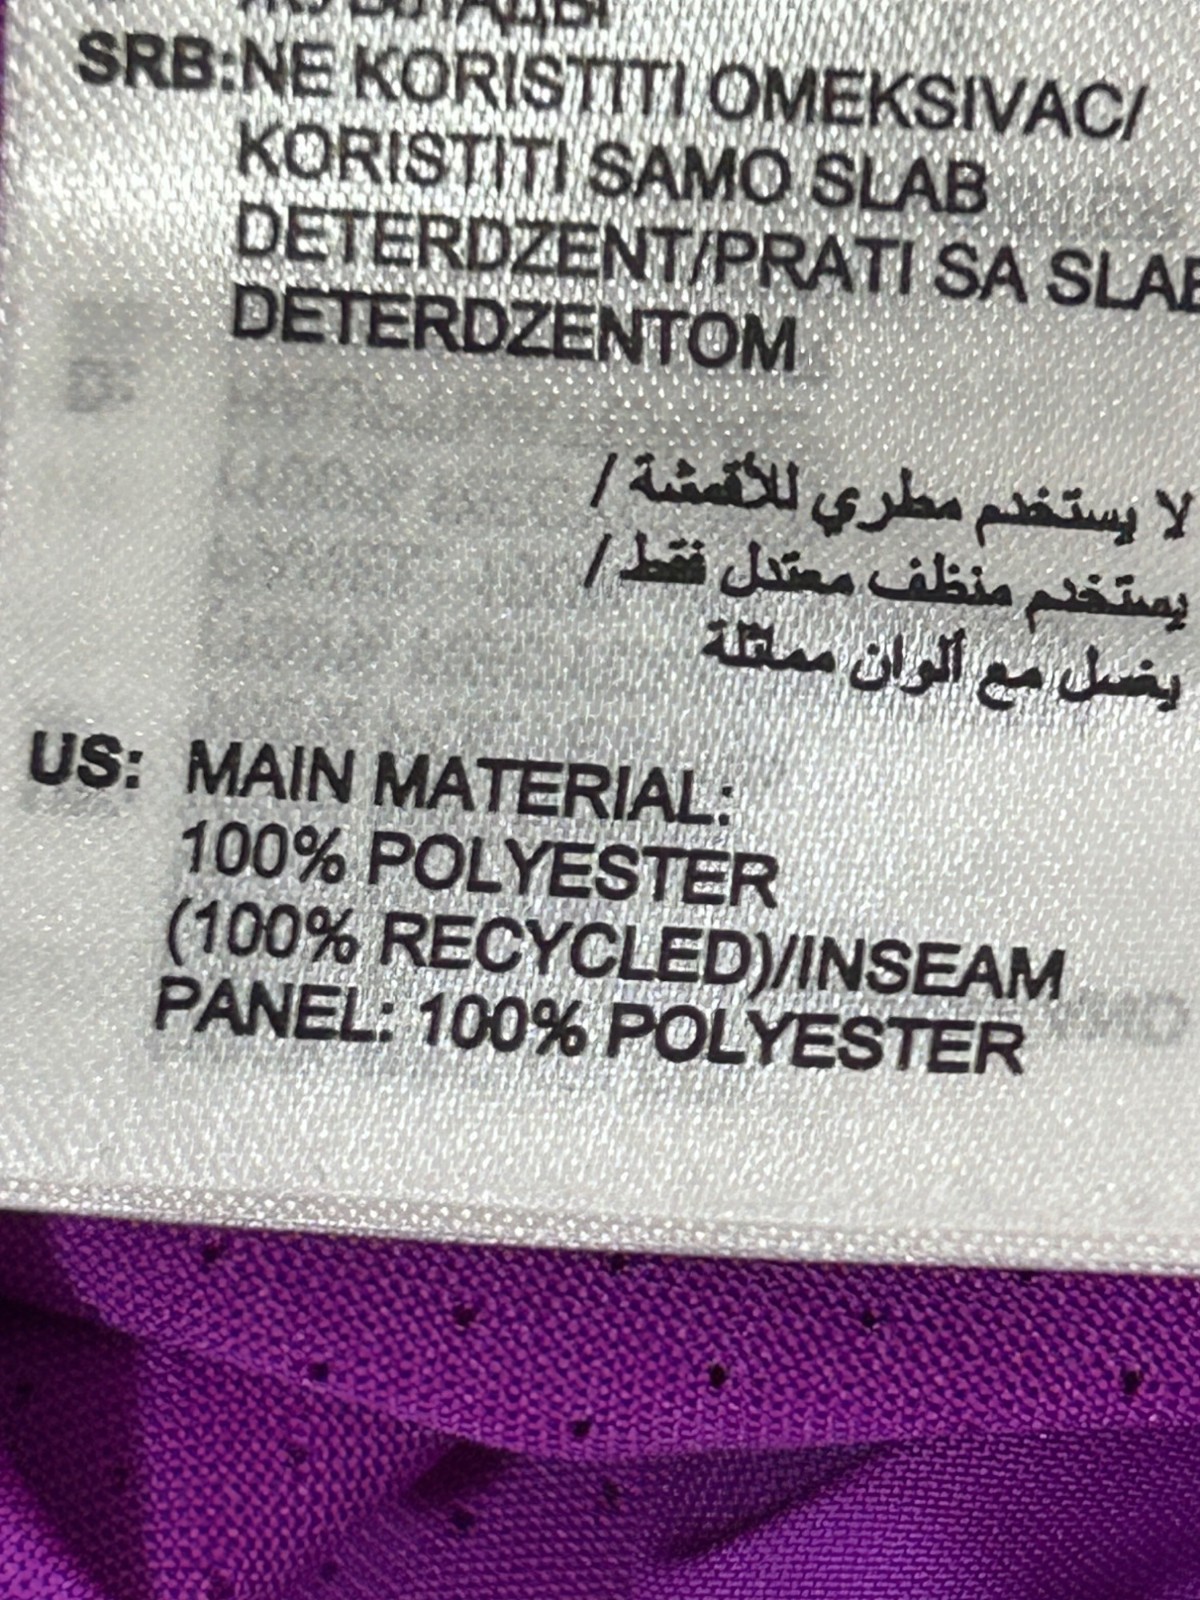 SRB:NE KORISTITI OMEKSIVAC/
KORISTITI SAMO SLAB
DETERDZENT/PRATI SA SLAB
DETERDZENTOM
لا يستخدم مطري للأقمشة /
يستخدم منظف معتدل فقط /
يغسل مع ألوان مماثلة
US: MAIN MATERIAL:
100% POLYESTER
(100% RECYCLED)/INSEAM
PANEL: 100% POLYESTER